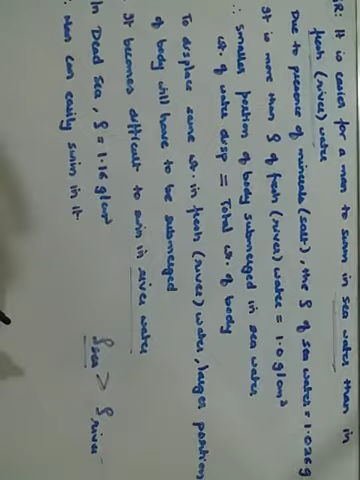 GR: It is easier for a man to swim in sea water than in
fresh (river) water
Due to presence of minerals (salt), the ρ of sea water = 1.026 g
It is more than ρ of fresh (river) water = 1.0 g/cm³
∴ smaller portion of body submerged in sea water
wt. of water disp = Total wt. of body
To displace same wt. in fresh (river) water, larger portion
of body will have to be submerged
It becomes difficult to swim in river water
In Dead Sea, ρ = 1.16 g/cm³
∴ Man can easily swim in it
ρsea > ρriver